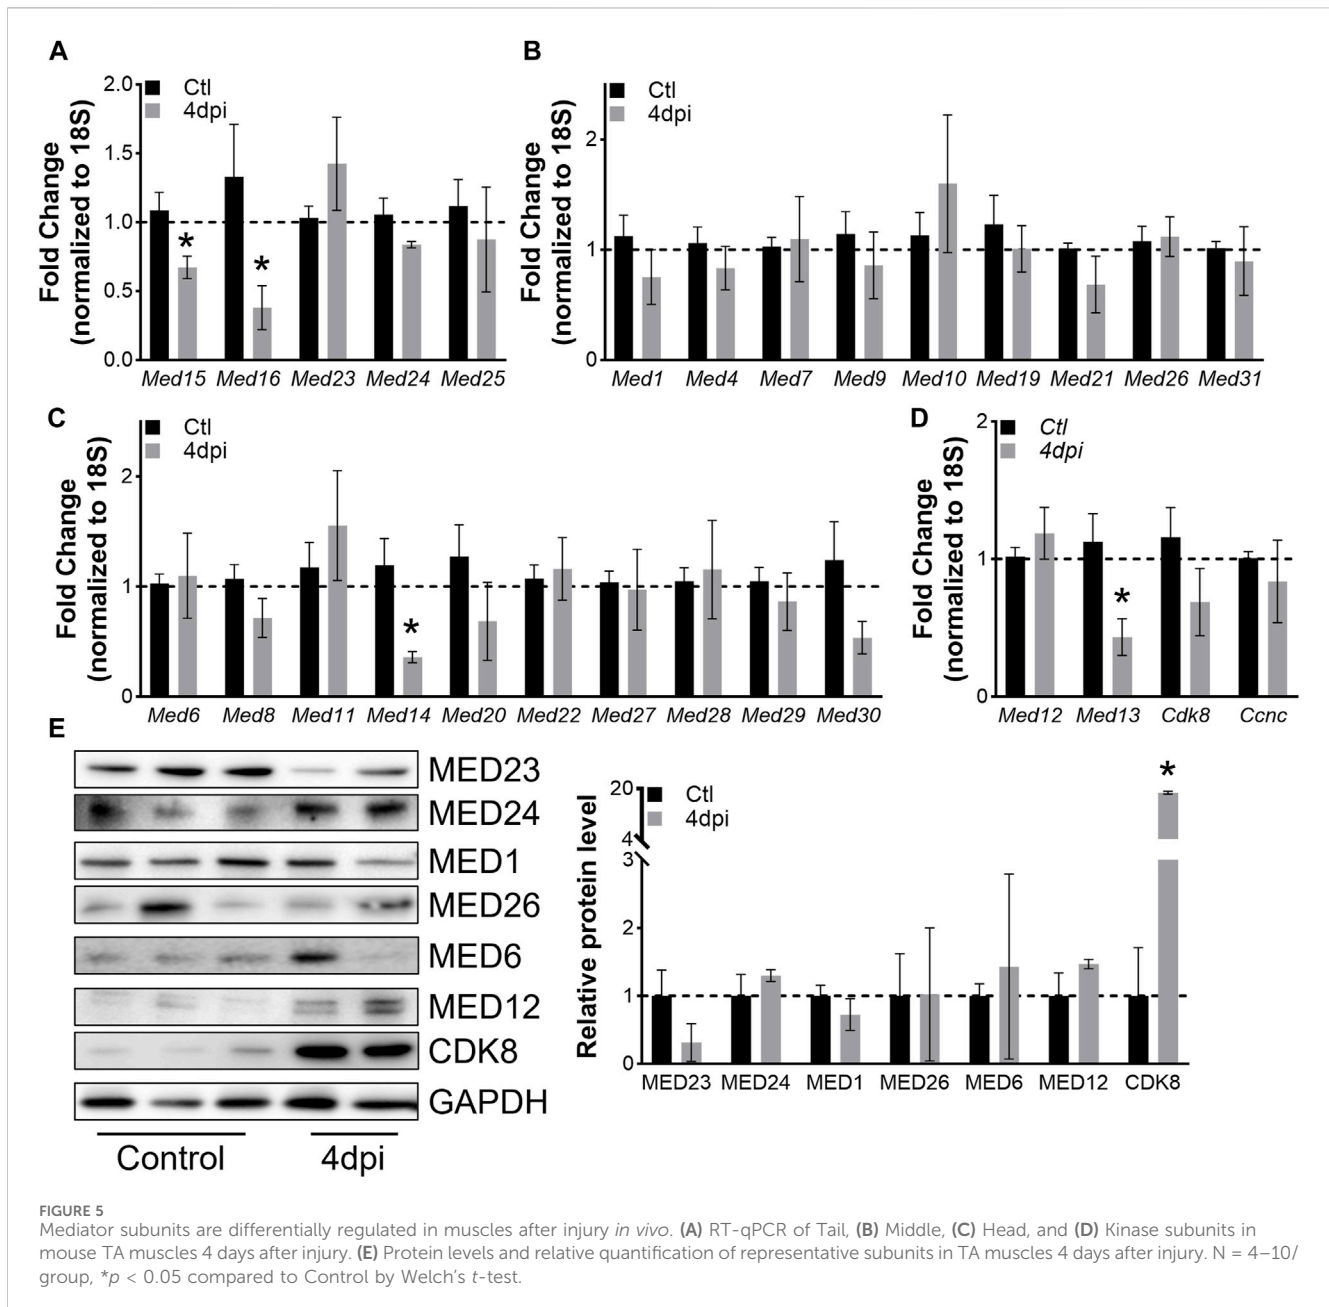 A
Fold Change
(normalized to 18S)
2.0
1.5
1.0
0.5
0.0
Ctl
4dpi
*
*
Med15 Med16 Med23 Med24 Med25
B
Fold Change
(normalized to 18S)
2
1
0
Ctl
4dpi
Med1 Med4 Med7 Med9 Med10 Med19 Med21 Med26 Med31
C
Fold Change
(normalized to 18S)
2
1
0
Ctl
4dpi
*
Med6 Med8 Med11 Med14 Med20 Med22 Med27 Med28 Med29 Med30
D
Fold Change
(normalized to 18S)
2
1
0
Ctl
4dpi
*
Med12 Med13 Cdk8 Ccnc
E
MED23
MED24
MED1
MED26
MED6
MED12
CDK8
GAPDH
Control 4dpi
Relative protein level
20
4
3
2
1
0
Ctl
4dpi
*
MED23 MED24 MED1 MED26 MED6 MED12 CDK8
FIGURE 5
Mediator subunits are differentially regulated in muscles after injury in vivo. (A) RT-qPCR of Tail, (B) Middle, (C) Head, and (D) Kinase subunits in
mouse TA muscles 4 days after injury. (E) Protein levels and relative quantification of representative subunits in TA muscles 4 days after injury. N = 4–10/
group, *p < 0.05 compared to Control by Welch's t-test.